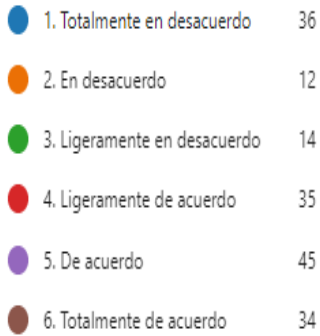 1. Totalmente en desacuerdo 36
2. En desacuerdo 12
3. Ligeramente en desacuerdo 14
4. Ligeramente de acuerdo 35
5. De acuerdo 45
6. Totalmente de acuerdo 34